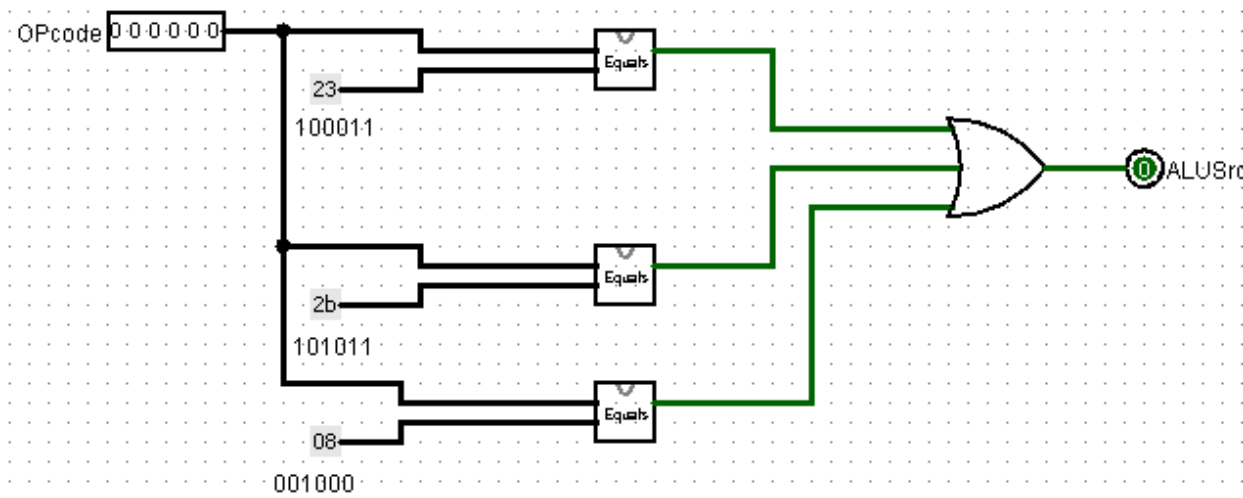 OPcode 000000
Equals
23
100011
0 ALUSrc
Equals
2b
101011
Equals
08
001000